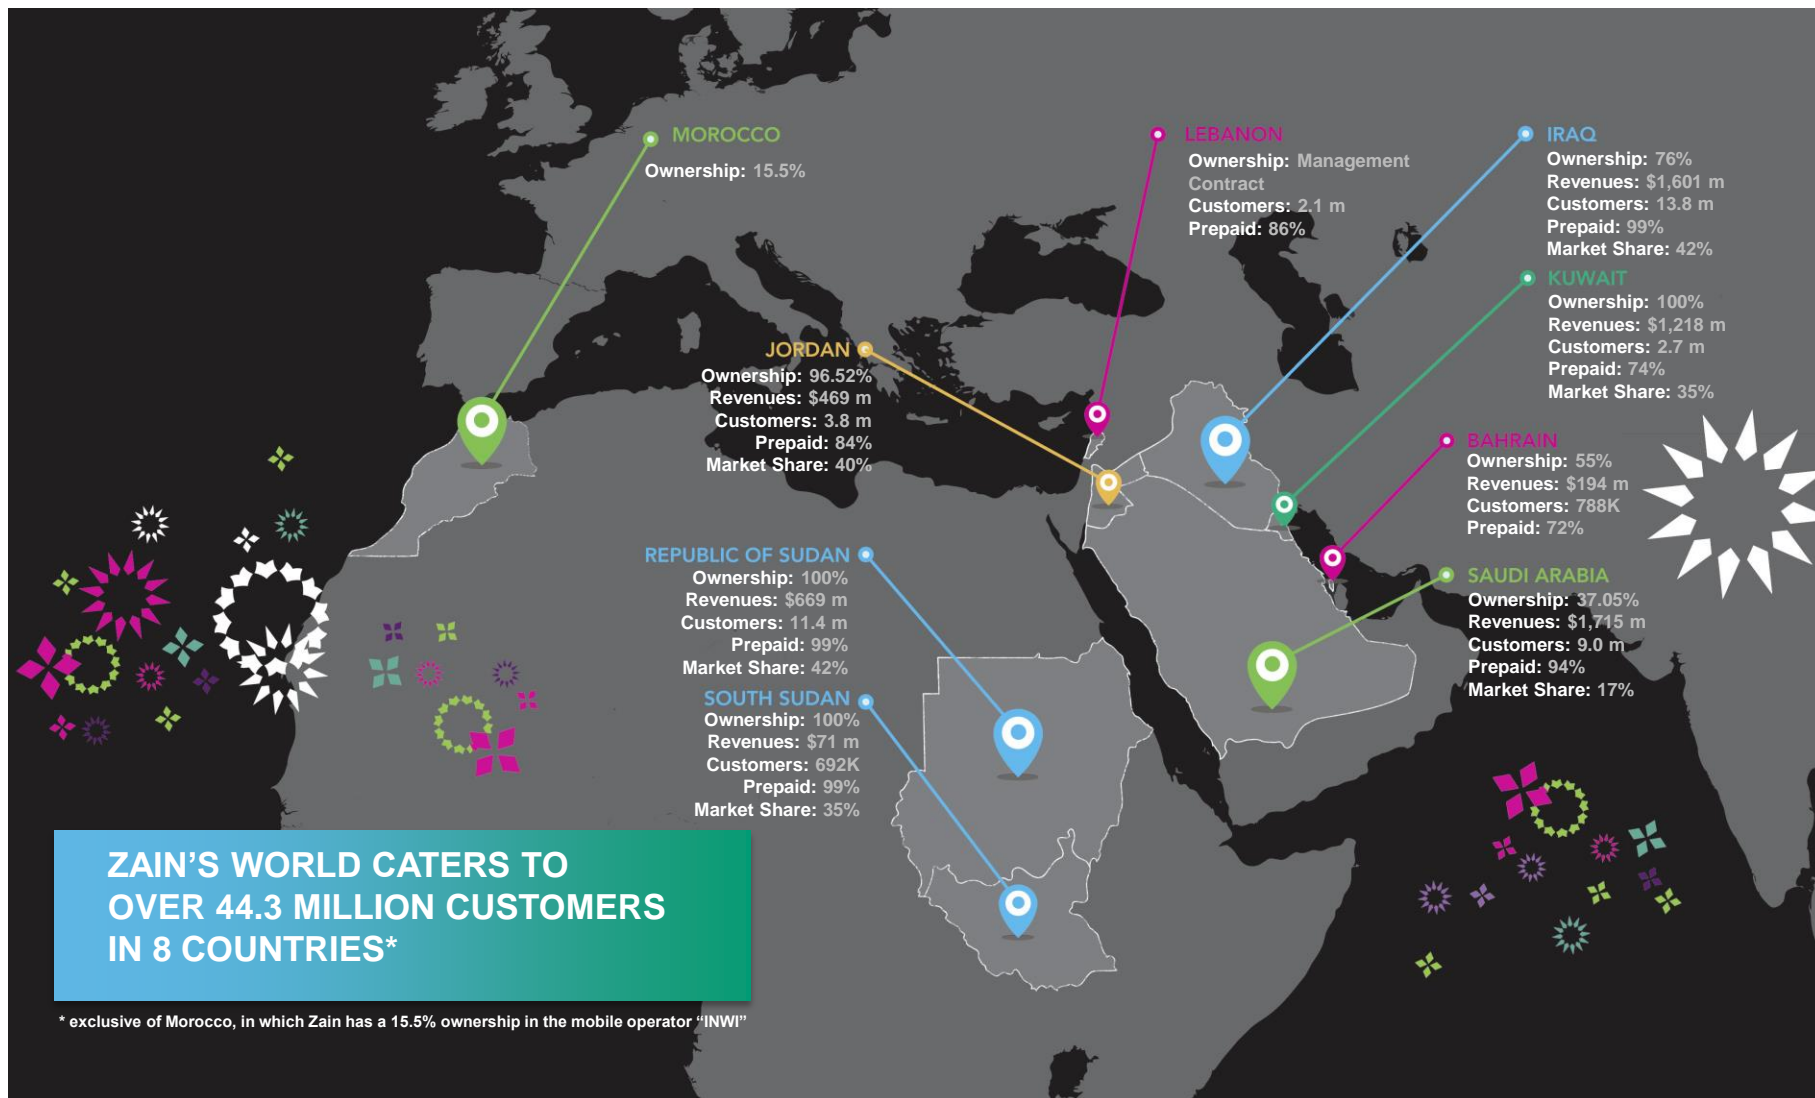 MOROCCO
Ownership: 15.5%
LEBANON
Ownership: Management
Contract
Customers: 2.1 m
Prepaid: 86%
IRAQ
Ownership: 76%
Revenues: $1,601 m
Customers: 13.8 m
Prepaid: 99%
Market Share: 42%
KUWAIT
Ownership: 100%
Revenues: $1,218 m
Customers: 2.7 m
Prepaid: 74%
Market Share: 35%
JORDAN
Ownership: 96.52%
Revenues: $469 m
Customers: 3.8 m
Prepaid: 84%
Market Share: 40%
BAHRAIN
Ownership: 55%
Revenues: $194 m
Customers: 788K
Prepaid: 72%
REPUBLIC OF SUDAN
Ownership: 100%
Revenues: $669 m
Customers: 11.4 m
Prepaid: 99%
Market Share: 42%
SAUDI ARABIA
Ownership: 37.05%
Revenues: $1,715 m
Customers: 9.0 m
Prepaid: 94%
Market Share: 17%
SOUTH SUDAN
Ownership: 100%
Revenues: $71 m
Customers: 692K
Prepaid: 99%
Market Share: 35%
ZAIN’S WORLD CATERS TO
OVER 44.3 MILLION CUSTOMERS
IN 8 COUNTRIES*
* exclusive of Morocco, in which Zain has a 15.5% ownership in the mobile operator “INWI”